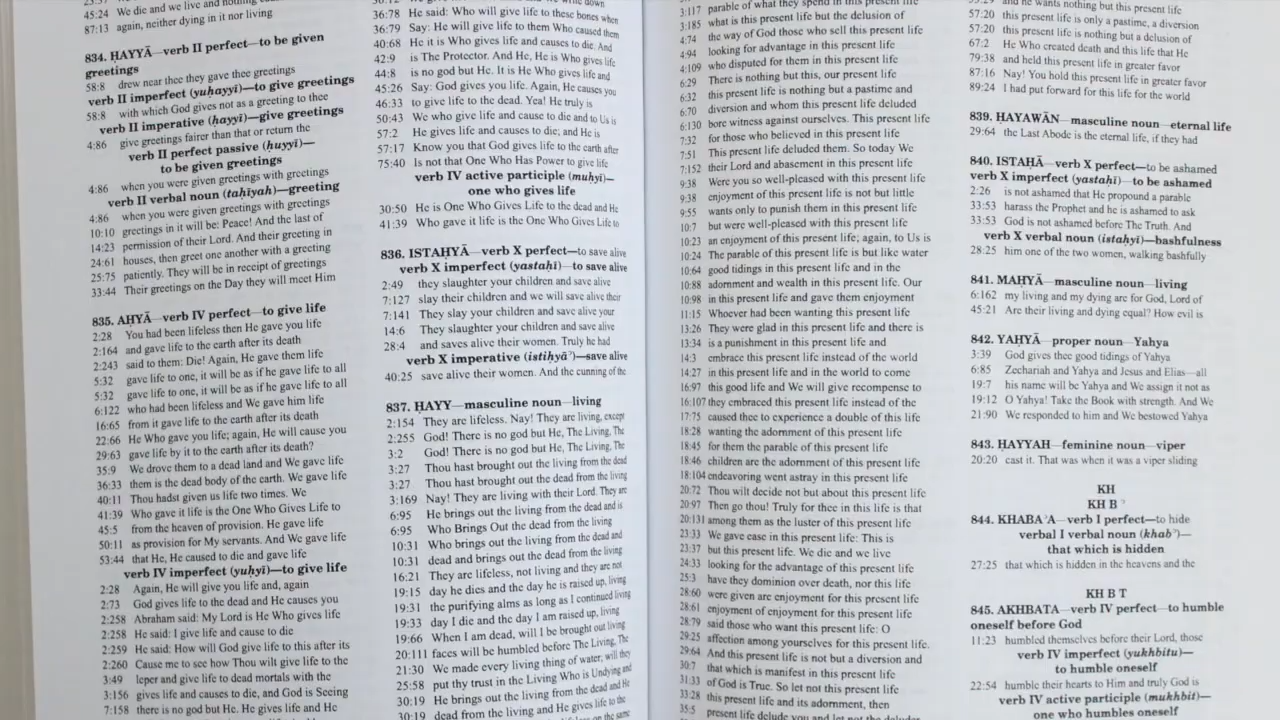 45:24 We die and we live and nothing
87:13 again, neither dying in it nor living
834. ḤAYYĀ—verb II perfect—to be given
greetings
58:8 drew near thee they gave thee greetings
verb II imperfect (yuḥayyī)—to give greetings
58:8 with which God gives not as a greeting to thee
verb II imperative (ḥayyi)—give greetings
4:86 give greetings fairer than that or return the
verb II perfect passive (ḥuyyī)—
to be given greetings
4:86 when you were given greetings with greetings
verb II verbal noun (taḥīyah)—greeting
4:86 when you were given greetings with greetings
10:10 greetings in it will be: Peace! And the last of
14:23 permission of their Lord. And their greeting in
24:61 houses, then greet one another with a greeting
25:75 patiently. They will be in receipt of greetings
33:44 Their greetings on the Day they will meet Him
835. AḤYĀ—verb IV perfect—to give life
2:28 You had been lifeless then He gave you life
2:164 and gave life to the earth after its death
2:243 said to them: Die! Again, He gave them life
5:32 gave life to one, it will be as if he gave life to all
5:32 gave life to one, it will be as if he gave life to all
6:122 who had been lifeless and We gave him life
16:65 from it gave life to the earth after its death
22:66 He Who gave you life; again, He will cause you
29:63 gave life by it to the earth after its death?
35:9 We drove them to a dead land and We gave life
36:33 them is the dead body of the earth. We gave life
40:11 Thou hadst given us life two times. We
41:39 Who gave it life is the One Who Gives Life to
45:5 from the heaven of provision. He gave life
50:11 as provision for My servants. And We gave life
53:44 that He, He caused to die and gave life
verb IV imperfect (yuḥyī)—to give life
2:28 Again, He will give you life and, again
2:73 God gives life to the dead and He causes you
2:258 Abraham said: My Lord is He Who gives life
2:258 He said: I give life and cause to die
2:259 He said: How will God give life to this after its
2:260 Cause me to see how Thou wilt give life to the
3:49 leper and give life to dead mortals with the
3:156 gives life and causes to die, and God is Seeing
7:158 there is no god but He. He gives life and He
36:78 He said: Who will give life to these bones when
36:79 Say: He will give life to them Who caused them
40:68 He it is Who gives life and causes to die. And
42:9 is The Protector. And He, He is Who gives life
44:8 is no god but He. It is He Who gives life and
45:26 Say: God gives you life. Again, He causes you
46:33 to give life to the dead. Yea! He truly is
50:43 We who give life and cause to die and to Us is
57:2 He gives life and causes to die; and He is
57:17 Know you that God gives life to the earth after
75:40 Is not that One Who Has Power to give life
verb IV active participle (muḥyī)—
one who gives life
30:50 He is One Who Gives Life to the dead and He
41:39 Who gave it life is the One Who Gives Life to
836. ISTAḤYĀ—verb X perfect—to save alive
verb X imperfect (yastaḥī)—to save alive
2:49 they slaughter your children and save alive
7:127 slay their children and we will save alive their
7:141 They slay your children and save alive your
14:6 They slaughter your children and save alive
28:4 and saves alive their women. Truly he had
verb X imperative (istiḥyāʾ)—save alive
40:25 save alive their women. And the cunning of the
837. ḤAYY—masculine noun—living
2:154 They are lifeless. Nay! They are living, except
2:255 God! There is no god but He, The Living, The
3:2 God! There is no god but He, The Living, The
3:27 Thou hast brought out the living from the dead
3:27 Thou hast brought out the dead from the living
3:169 Nay! They are living with their Lord. They are
6:95 He brings out the living from the dead and is
6:95 Who Brings Out the dead from the living
10:31 Who brings out the living from the dead and
10:31 dead and brings out the dead from the living
16:21 They are lifeless, not living and they are not
19:15 day he dies and the day he is raised up, living
19:31 the purifying alms as long as I continued living
19:33 day I die and the day I am raised up, living
19:66 When I am dead, will I be brought out living
20:111 faces will be humbled before The Living, The
21:30 We made every living thing of water; will they
25:58 put thy trust in the Living Who is Undying and
30:19 He brings out the living from the dead and He
30:19 dead from the living and He gives life to the
3:117 parable of what they spend in this present life
3:185 what is this present life but the delusion of
4:74 the way of God those who sell this present life
4:94 looking for advantage in this present life
4:109 who disputed for them in this present life
6:29 There is nothing but this, our present life
6:32 this present life is nothing but a pastime and
6:70 diversion and whom this present life deluded
6:130 bore witness against ourselves. This present life
7:32 for those who believed in this present life
7:51 This present life deluded them. So today We
7:152 their Lord and abasement in this present life
9:38 Were you so well-pleased with this present life
9:38 enjoyment of this present life is not but little
9:55 wants only to punish them in this present life
10:7 but were well-pleased with this present life
10:23 an enjoyment of this present life; again, to Us is
10:24 The parable of this present life is but like water
10:64 good tidings in this present life and in the
10:88 adornment and wealth in this present life. Our
10:98 in this present life and gave them enjoyment
11:15 Whoever had been wanting this present life
13:26 They were glad in this present life and there is
13:34 is a punishment in this present life and
14:3 embrace this present life instead of the world
14:27 in this present life and in the world to come
16:97 this good life and We will give recompense to
16:107 they embraced this present life instead of the
17:75 caused thee to experience a double of this life
18:28 wanting the adornment of this present life
18:45 for them the parable of this present life
18:46 children are the adornment of this present life
18:104 endeavoring went astray in this present life
20:72 Thou wilt decide not but about this present life
20:97 Then go thou! Truly for thee in this life is that
20:131 among them as the luster of this present life
23:33 We gave ease in this present life: This is
23:37 but this present life. We die and we live
24:33 looking for the advantage of this present life
25:3 have they dominion over death, nor this life
28:60 were given are enjoyment for this present life
28:61 enjoyment of enjoyment for this present life
28:79 said those who want this present life: O
29:25 affection among yourselves for this present life.
29:64 And this present life is not but a diversion and
30:7 that which is manifest in this present life
31:33 of God is True. So let not this present life
33:28 this present life and its adornment, then
35:5 present life delude you and let not the deluder
and he wants nothing but this present life
57:20 this present life is only a pastime, a diversion
57:20 this present life is nothing but a delusion of
67:2 He Who created death and this life that He
79:38 and held this present life in greater favor
87:16 Nay! You hold this present life in greater favor
89:24 I had put forward for this life for the world
839. ḤAYAWĀN—masculine noun—eternal life
29:64 the Last Abode is the eternal life, if they had
840. ISTAḤĀ—verb X perfect—to be ashamed
verb X imperfect (yastaḥī)—to be ashamed
2:26 is not ashamed that He propound a parable
33:53 harass the Prophet and he is ashamed to ask
33:53 God is not ashamed before The Truth. And
verb X verbal noun (istaḥyī)—bashfulness
28:25 him one of the two women, walking bashfully
841. MAḤYĀ—masculine noun—living
6:162 my living and my dying are for God, Lord of
45:21 Are their living and dying equal? How evil is
842. YAḤYĀ—proper noun—Yahya
3:39 God gives thee good tidings of Yahya
6:85 Zechariah and Yahya and Jesus and Elias—all
19:7 his name will be Yahya and We assign it not as
19:12 O Yahya! Take the Book with strength. And We
21:90 We responded to him and We bestowed Yahya
843. ḤAYYAH—feminine noun—viper
20:20 cast it. That was when it was a viper sliding
KH
KH B ʾ
844. KHABAʾA—verb I perfect—to hide
verbal I verbal noun (khabʾ)—
that which is hidden
27:25 that which is hidden in the heavens and the
KH B T
845. AKHBATA—verb IV perfect—to humble
oneself before God
11:23 humbled themselves before their Lord, those
verb IV imperfect (yukhbitu)—
to humble oneself
22:54 humble their hearts to Him and truly God is
verb IV active participle (mukhbit)—
one who humbles oneself